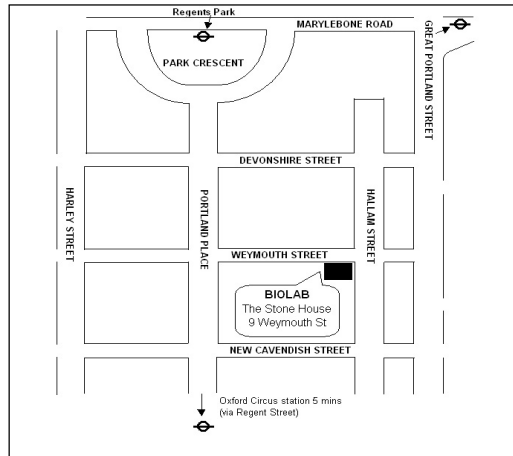 Regents Park
MARYLEBONE ROAD
GREAT PORTLAND STREET
PARK CRESCENT
DEVONSHIRE STREET
HARLEY STREET
PORTLAND PLACE
HALLAM STREET
WEYMOUTH STREET
BIOLAB
The Stone House
9 Weymouth St
NEW CAVENDISH STREET
Oxford Circus station 5 mins
(via Regent Street)